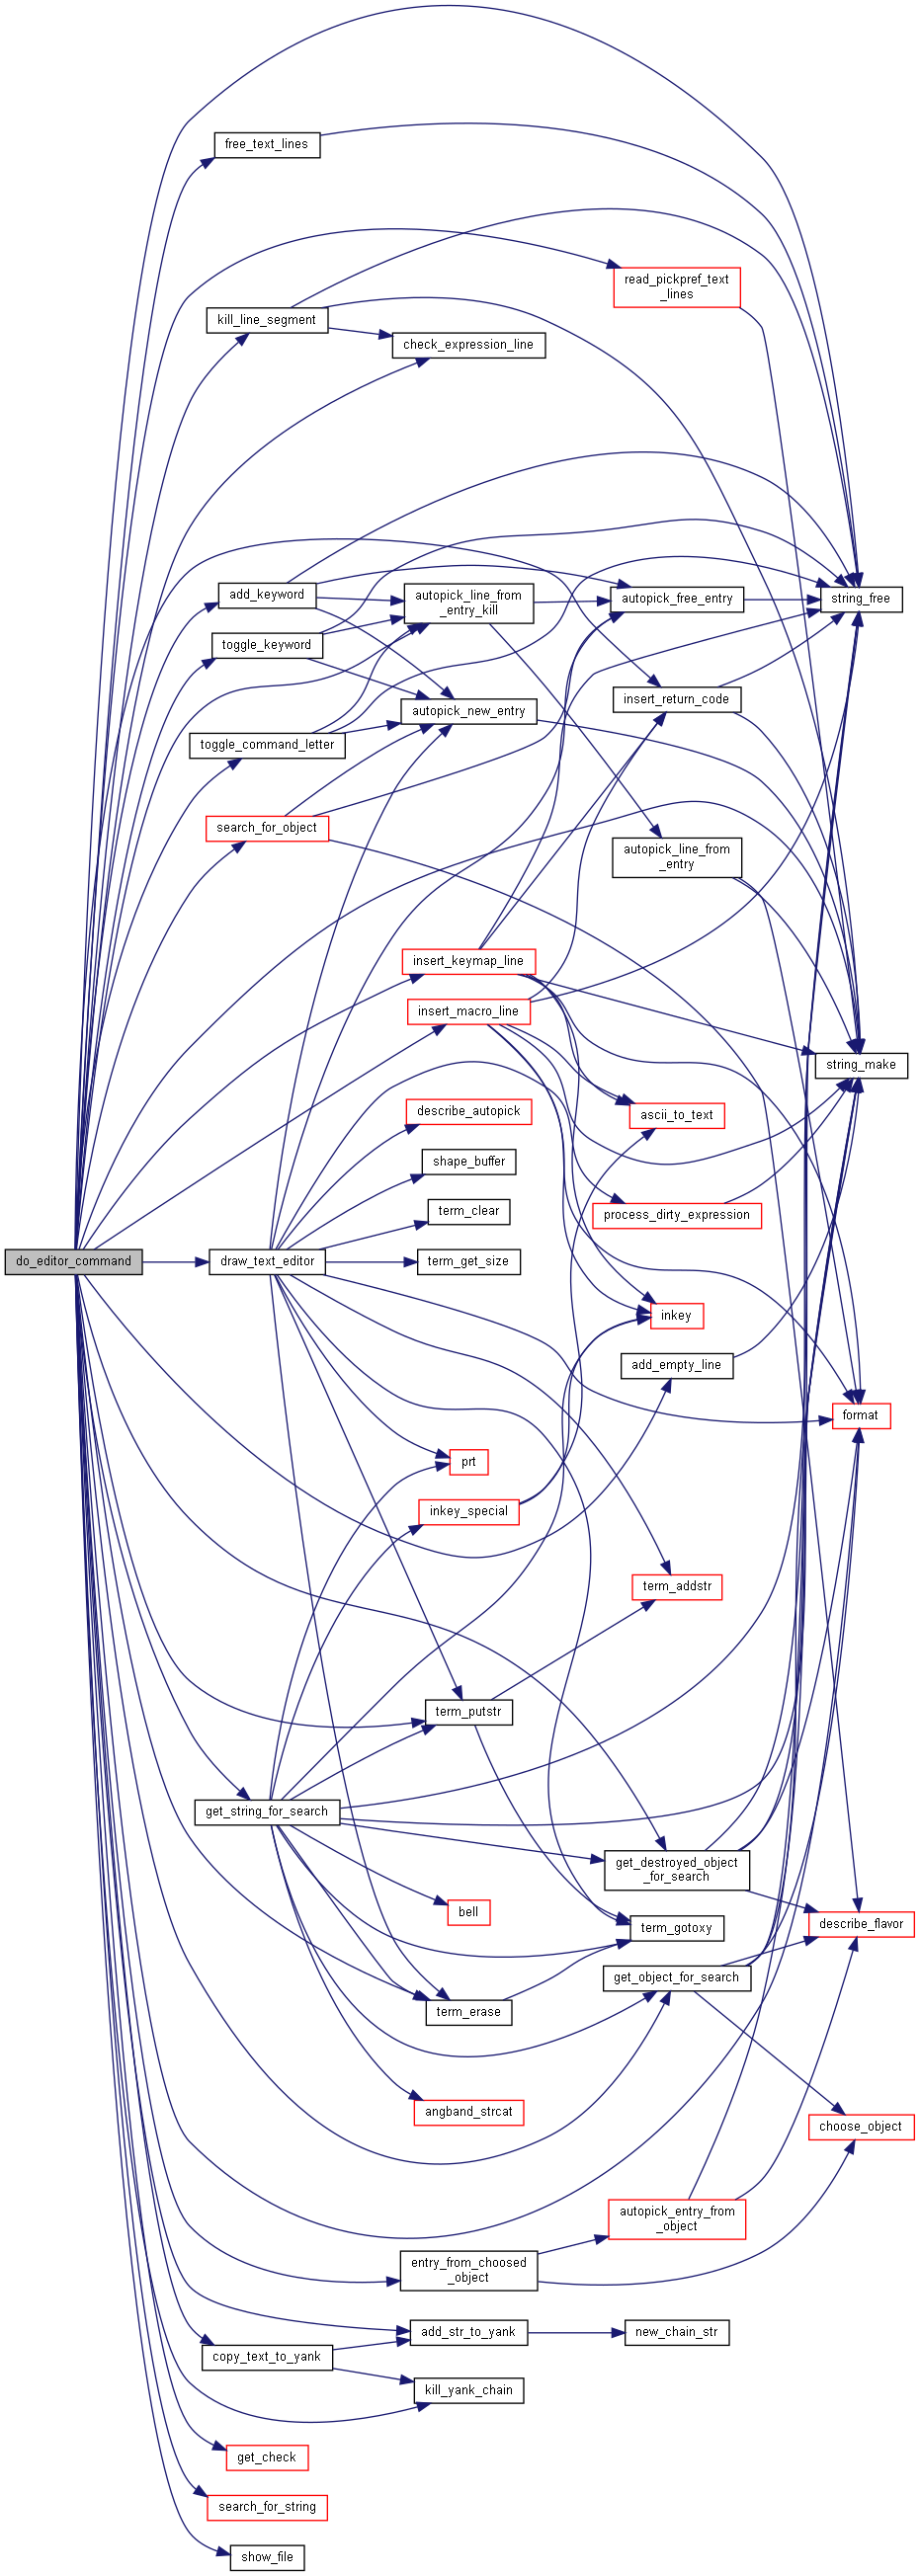 free_text_lines
read_pickpref_text
_lines
kill_line_segment
check_expression_line
add_keyword
autopick_line_from
_entry_kill
autopick_free_entry
string_free
toggle_keyword
insert_return_code
autopick_new_entry
toggle_command_letter
search_for_object
autopick_line_from
_entry
insert_keymap_line
insert_macro_line
string_make
describe_autopick
ascii_to_text
shape_buffer
term_clear
process_dirty_expression
do_editor_command
draw_text_editor
term_get_size
inkey
add_empty_line
format
prt
inkey_special
term_addstr
term_putstr
get_string_for_search
get_destroyed_object
_for_search
bell
term_gotoxy
describe_flavor
get_object_for_search
term_erase
angband_strcat
choose_object
autopick_entry_from
_object
entry_from_choosed
_object
add_str_to_yank
new_chain_str
copy_text_to_yank
kill_yank_chain
get_check
search_for_string
show_file